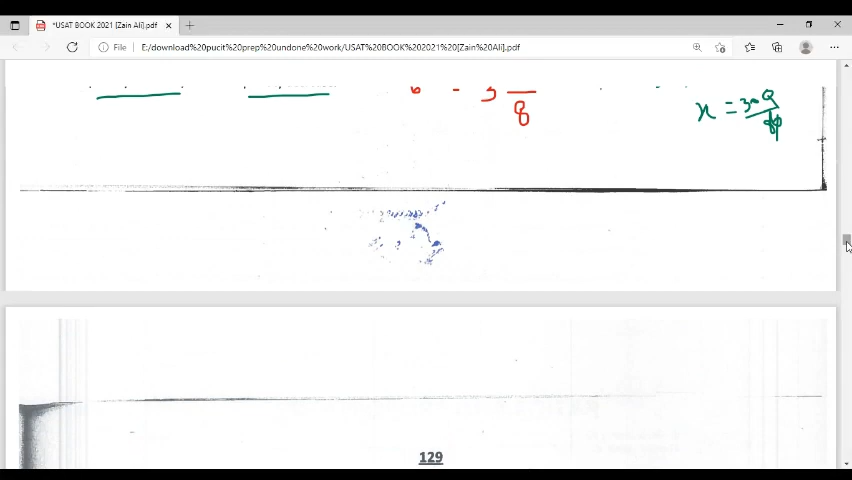 *USAT BOOK 2021 [Zain Ali].pdf
File | E:/download%20pucit%20prep%20undone%20work/USAT%20BOOK%202021%20[Zain%20Ali].pdf
8
x =
129